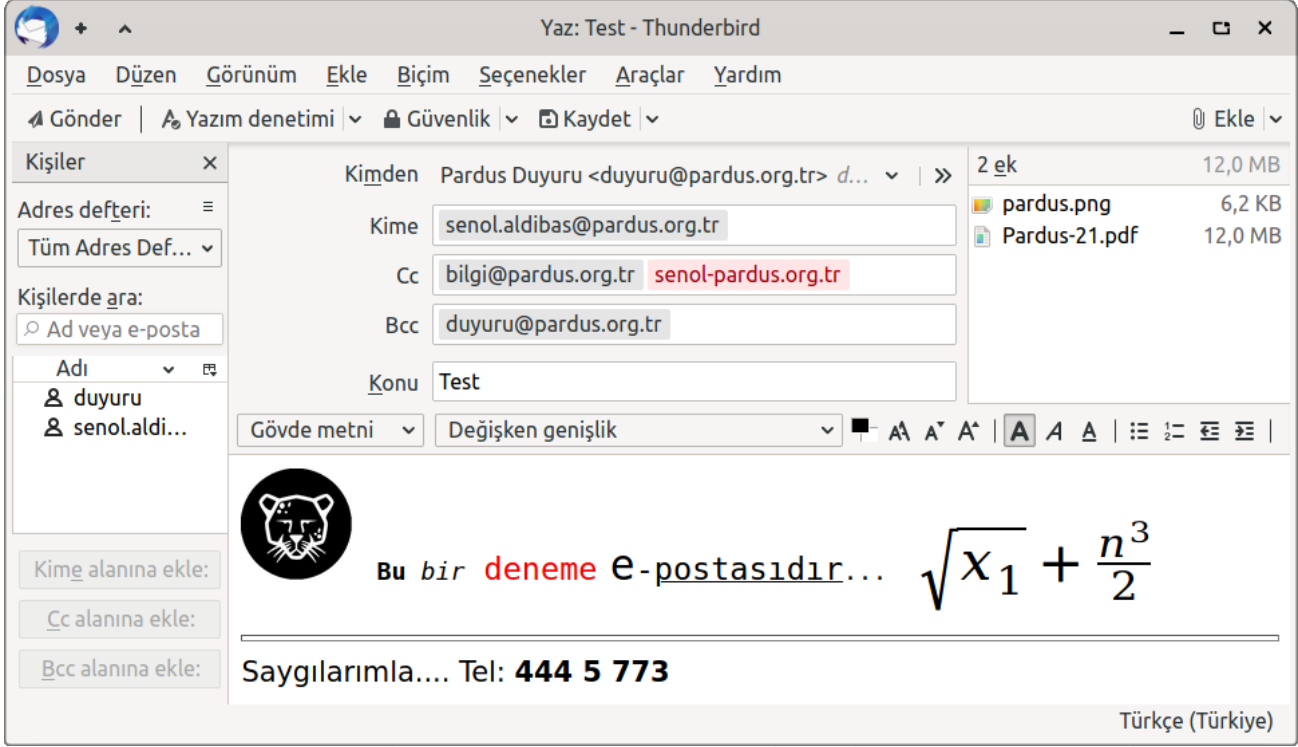 Yaz: Test - Thunderbird
Dosya Düzen Görünüm Ekle Biçim Seçenekler Araçlar Yardım
Gönder Yazım denetimi Güvenlik Kaydet Ekle
Kişiler
Adres defteri:
Tüm Adres Def...
Kişilerde ara:
Ad veya e-posta
Adı
duyuru
senol.aldi...
Kime alanına ekle:
Cc alanına ekle:
Bcc alanına ekle:
Kimden Pardus Duyuru <duyuru@pardus.org.tr> d...
Kime senol.aldibas@pardus.org.tr
Cc bilgi@pardus.org.tr senol-pardus.org.tr
Bcc duyuru@pardus.org.tr
Konu Test
2 ek 12,0 MB
pardus.png 6,2 KB
Pardus-21.pdf 12,0 MB
Gövde metni Değişken genişlik
Bu bir deneme e-postasıdır... √x₁ + n³/2
Saygılarımla.... Tel: 444 5 773
Türkçe (Türkiye)